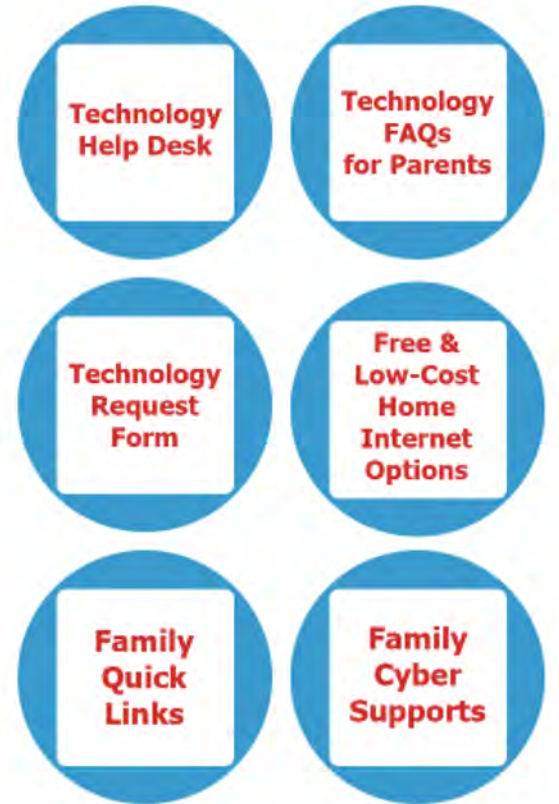 Technology
Help Desk
Technology
FAQs
for Parents
Technology
Request
Form
Free &
Low-Cost
Home
Internet
Options
Family
Quick
Links
Family
Cyber
Supports